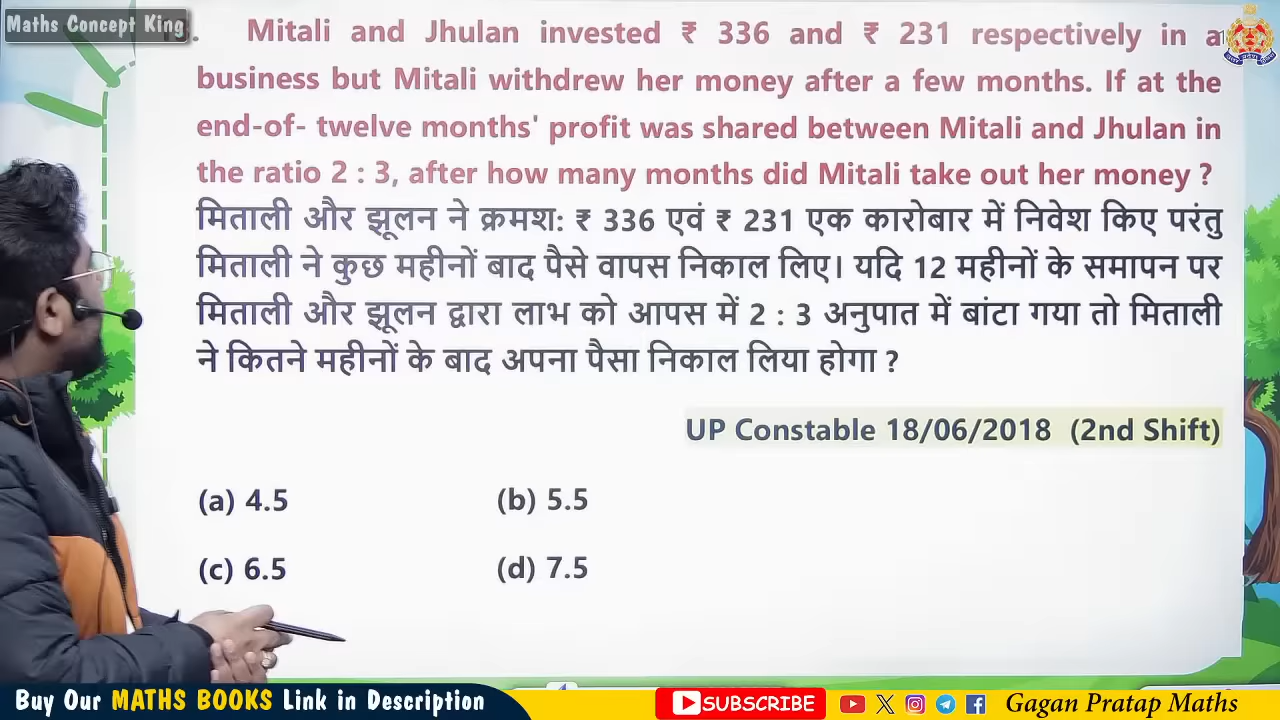 Maths Concept King
. Mitali and Jhulan invested ₹ 336 and ₹ 231 respectively in a
business but Mitali withdrew her money after a few months. If at the
end-of- twelve months' profit was shared between Mitali and Jhulan in
the ratio 2 : 3, after how many months did Mitali take out her money ?
मिताली और झूलन ने क्रमश: ₹ 336 एवं ₹ 231 एक कारोबार में निवेश किए परंतु
मिताली ने कुछ महीनों बाद पैसे वापस निकाल लिए। यदि 12 महीनों के समापन पर
मिताली और झूलन द्वारा लाभ को आपस में 2 : 3 अनुपात में बांटा गया तो मिताली
ने कितने महीनों के बाद अपना पैसा निकाल लिया होगा ?
UP Constable 18/06/2018 (2nd Shift)
(a) 4.5 (b) 5.5
(c) 6.5 (d) 7.5
Buy Our MATHS BOOKS Link in Description
SUBSCRIBE
Gagan Pratap Maths